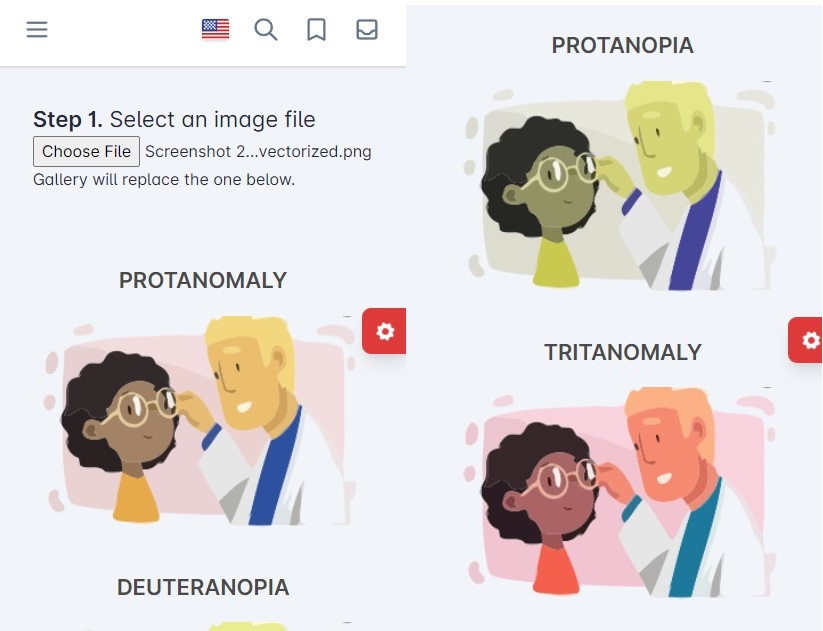 Step 1. Select an image file
Choose File Screenshot 2...vectorized.png
Gallery will replace the one below.
PROTANOMALY
DEUTERANOPIA
PROTANOPIA
TRITANOMALY